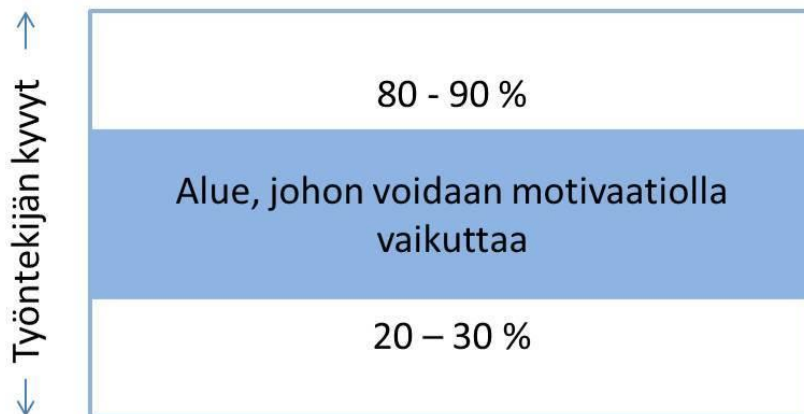 Työntekijän kyvyt
80 - 90 %
Alue, johon voidaan motivaatiolla
vaikuttaa
20 – 30 %